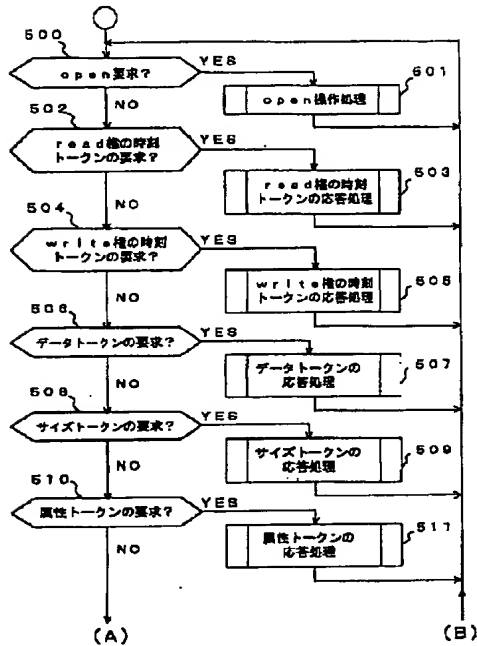 500
YES
open要求?
501
open操作処理
NO
502
YES
read権の時刻
トークンの要求?
503
read権の時刻
トークンの応答処理
NO
504
YES
write権の時刻
トークンの要求?
505
write権の時刻
トークンの応答処理
NO
506
YES
データトークンの要求?
507
データトークンの
応答処理
NO
508
YES
サイズトークンの要求?
509
サイズトークンの
応答処理
NO
510
YES
属性トークンの要求?
511
属性トークンの
応答処理
NO
(A)
(B)